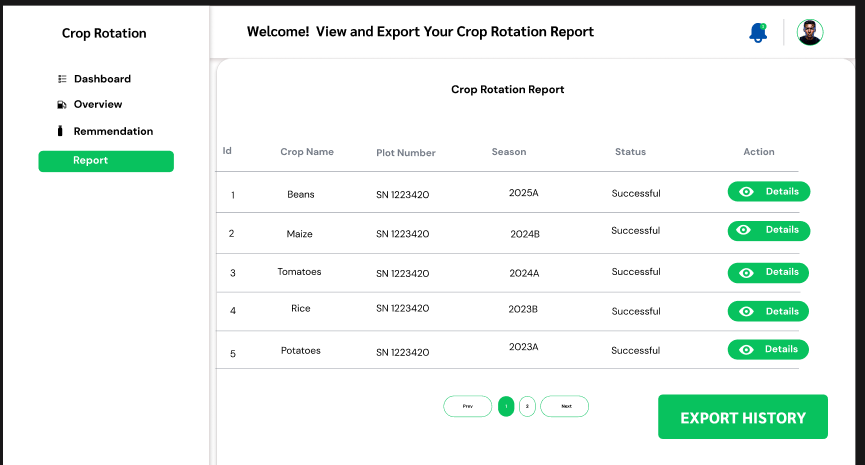 Crop Rotation
Welcome! View and Export Your Crop Rotation Report
Dashboard
Overview
Remmendation
Report
Crop Rotation Report
Id Crop Name Plot Number Season Status Action
1 Beans SN 1223420 2025A Successful Details
2 Maize SN 1223420 2024B Successful Details
3 Tomatoes SN 1223420 2024A Successful Details
4 Rice SN 1223420 2023B Successful Details
5 Potatoes SN 1223420 2023A Successful Details
Prev 1 2 Next
EXPORT HISTORY